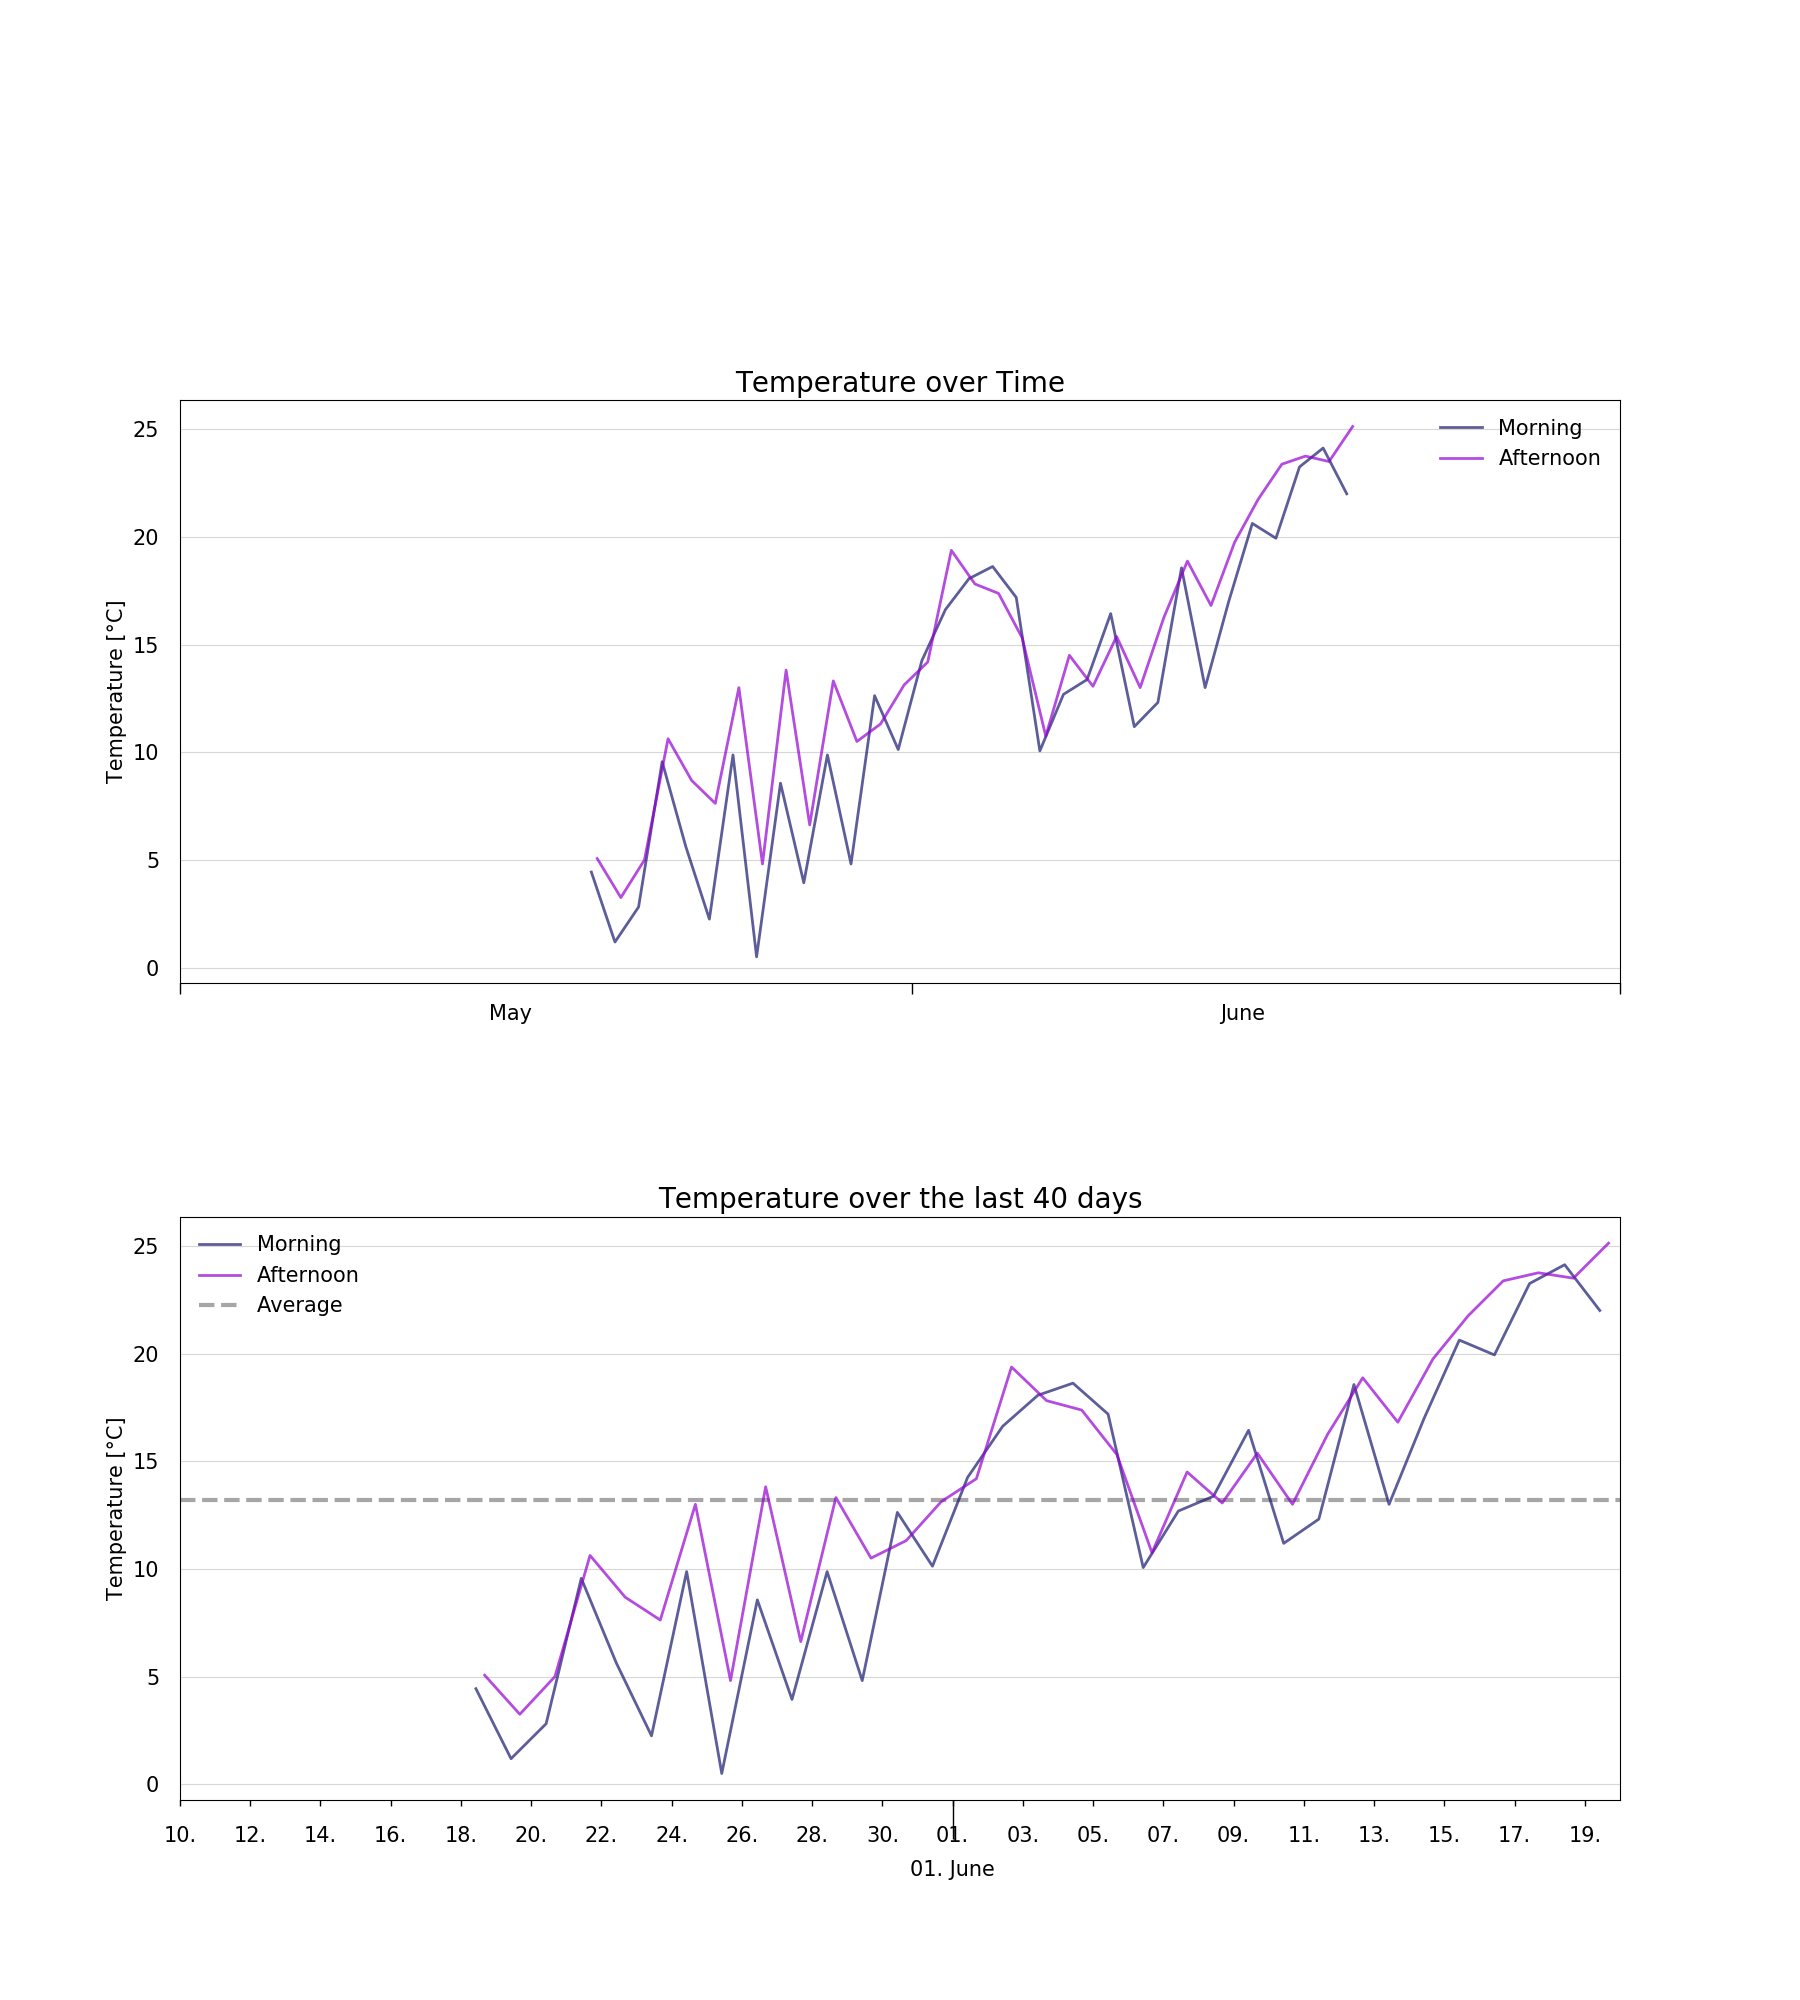 Temperature over Time
Temperature [°C]
25
20
15
10
5
0
Morning
Afternoon
May June
Temperature over the last 40 days
Temperature [°C]
25
20
15
10
5
0
Morning
Afternoon
Average
10. 12. 14. 16. 18. 20. 22. 24. 26. 28. 30. 01. 03. 05. 07. 09. 11. 13. 15. 17. 19.
01. June